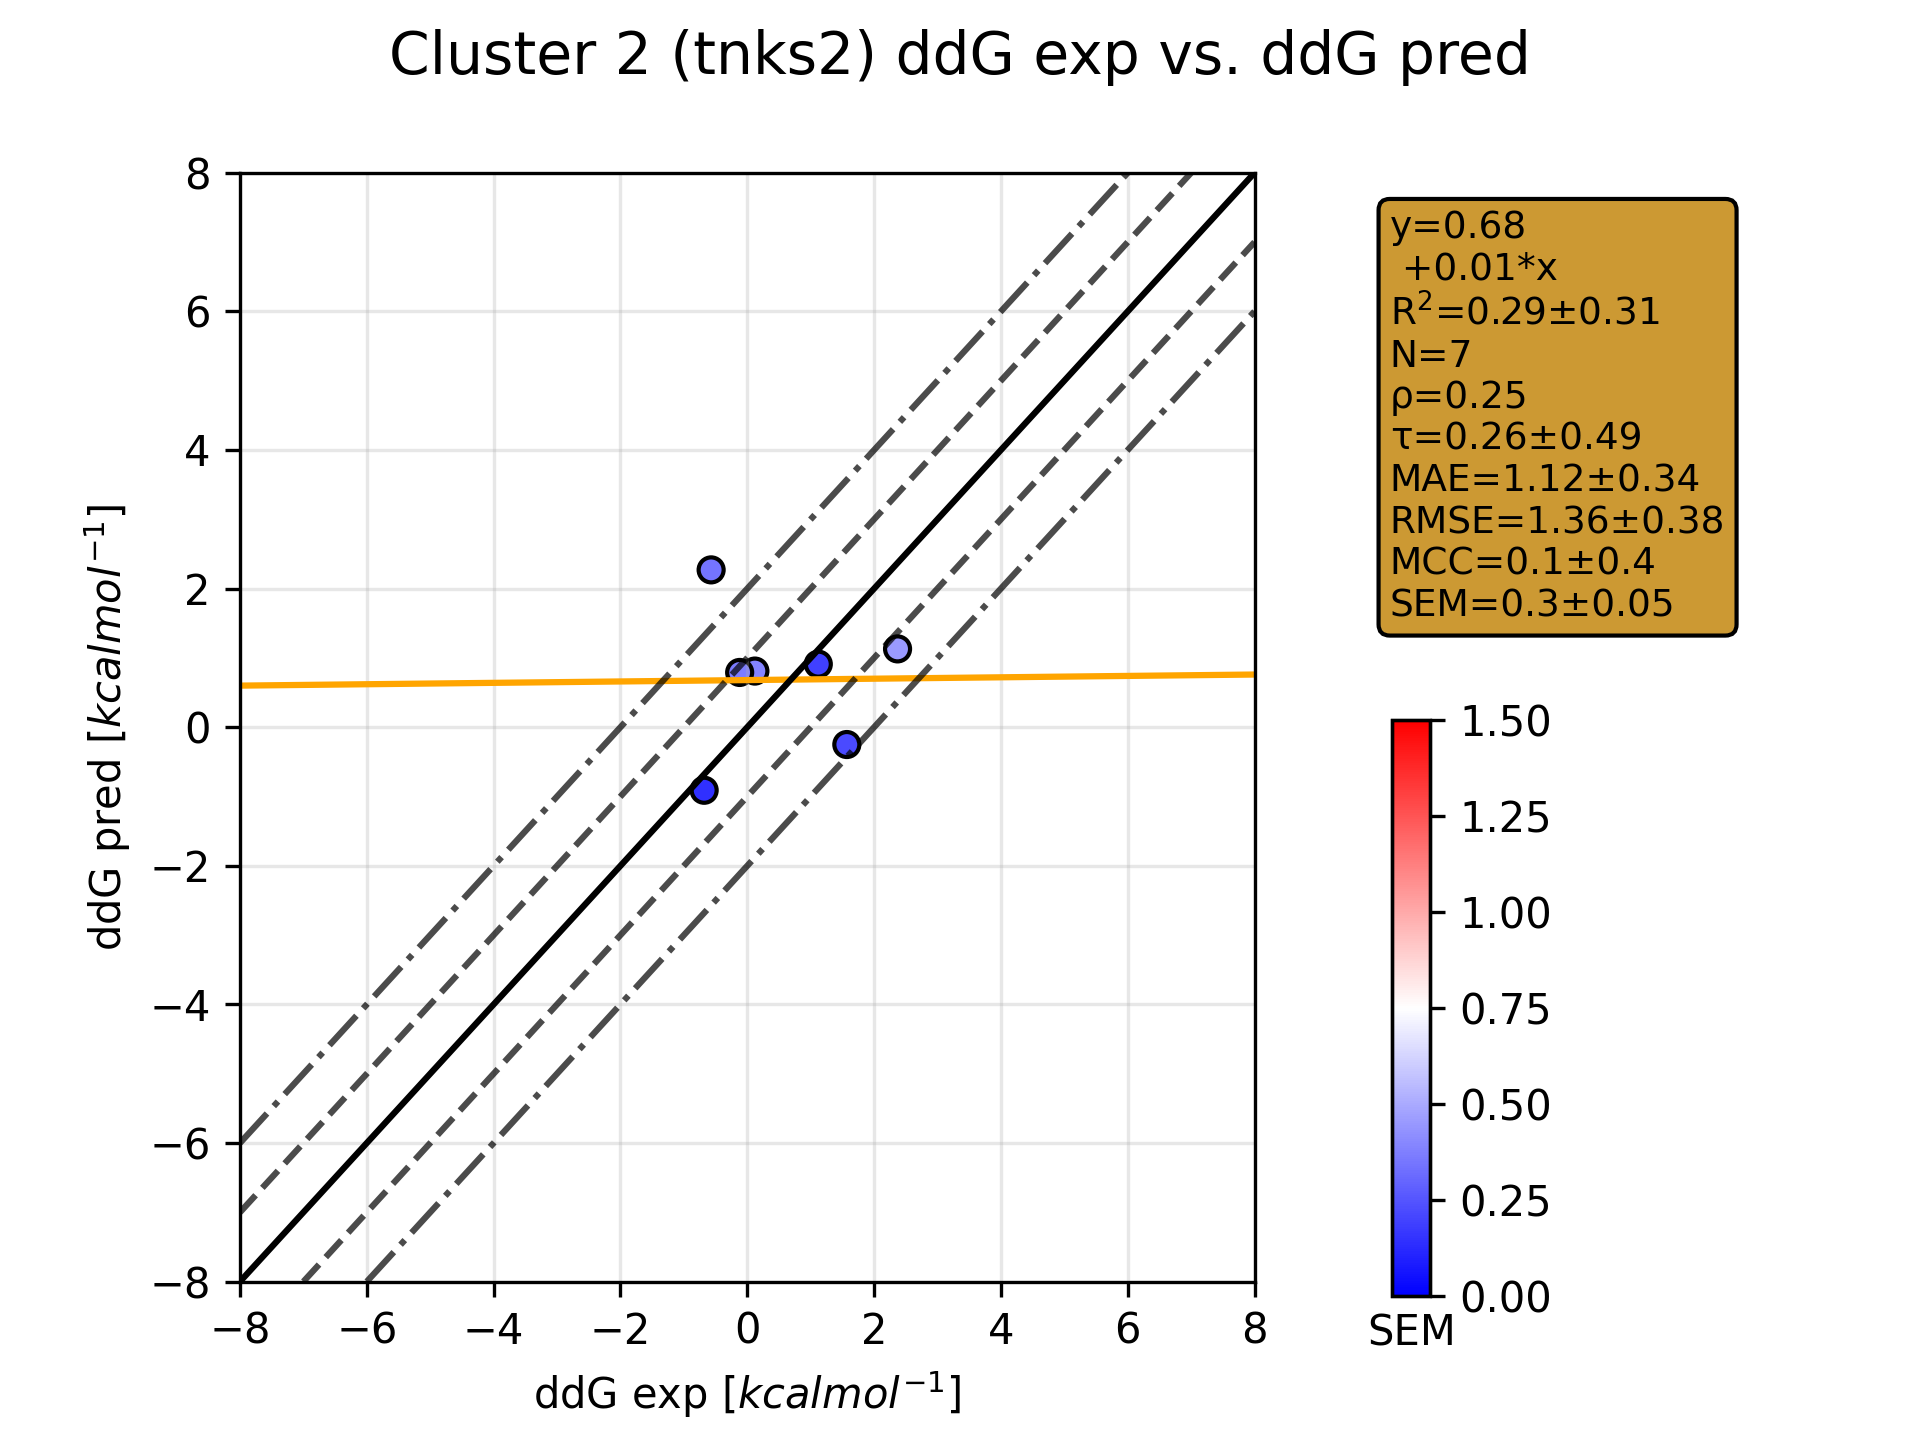 Cluster 2 (tnks2) ddG exp vs. ddG pred
8
6
4
2
0
−2
−4
−6
−8
ddG pred [kcalmol⁻¹]
−8 −6 −4 −2 0 2 4 6 8
ddG exp [kcalmol⁻¹]
y=0.68
+0.01*x
R²=0.29±0.31
N=7
ρ=0.25
τ=0.26±0.49
MAE=1.12±0.34
RMSE=1.36±0.38
MCC=0.1±0.4
SEM=0.3±0.05
1.50
1.25
1.00
0.75
0.50
0.25
0.00
SEM